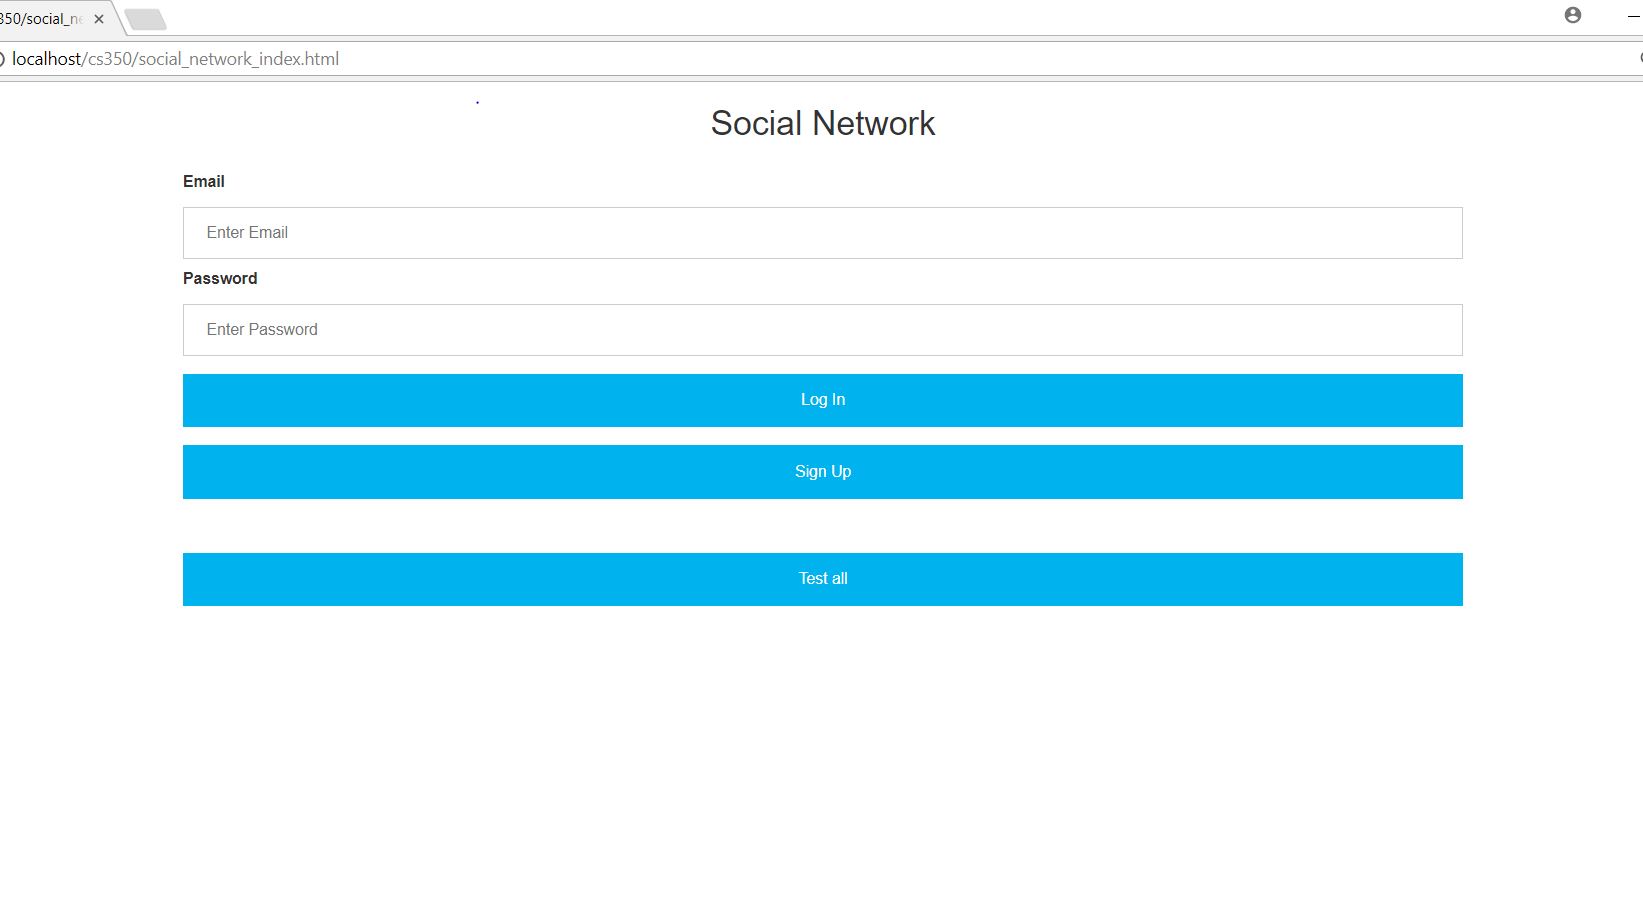 350/social_ne
localhost/cs350/social_network_index.html
Social Network
Email
Enter Email
Password
Enter Password
Log In
Sign Up
Test all